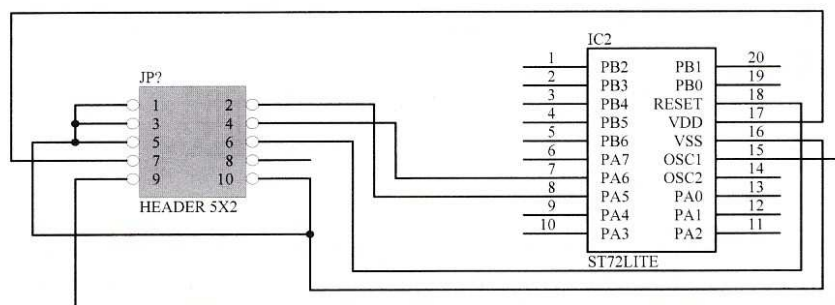 JP?
1 2
3 4
5 6
7 8
9 10
HEADER 5X2
IC2
1 PB2 PB1 20
2 PB3 PB0 19
3 PB4 RESET 18
4 PB5 VDD 17
5 PB6 VSS 16
6 PA7 OSC1 15
7 PA6 OSC2 14
8 PA5 PA0 13
9 PA4 PA1 12
10 PA3 PA2 11
ST72LITE